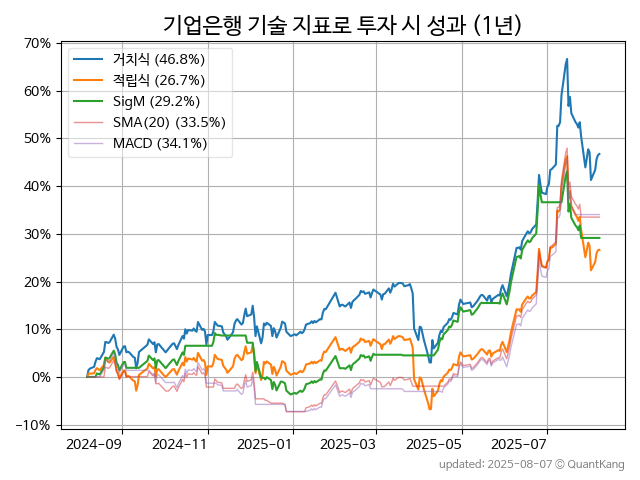 기업은행 기술 지표로 투자 시 성과 (1년)
거치식 (46.8%)
적립식 (26.7%)
SigM (29.2%)
SMA(20) (33.5%)
MACD (34.1%)
70%
60%
50%
40%
30%
20%
10%
0%
−10%
2024-09 2024-11 2025-01 2025-03 2025-05 2025-07
updated: 2025-08-07 © QuantKang